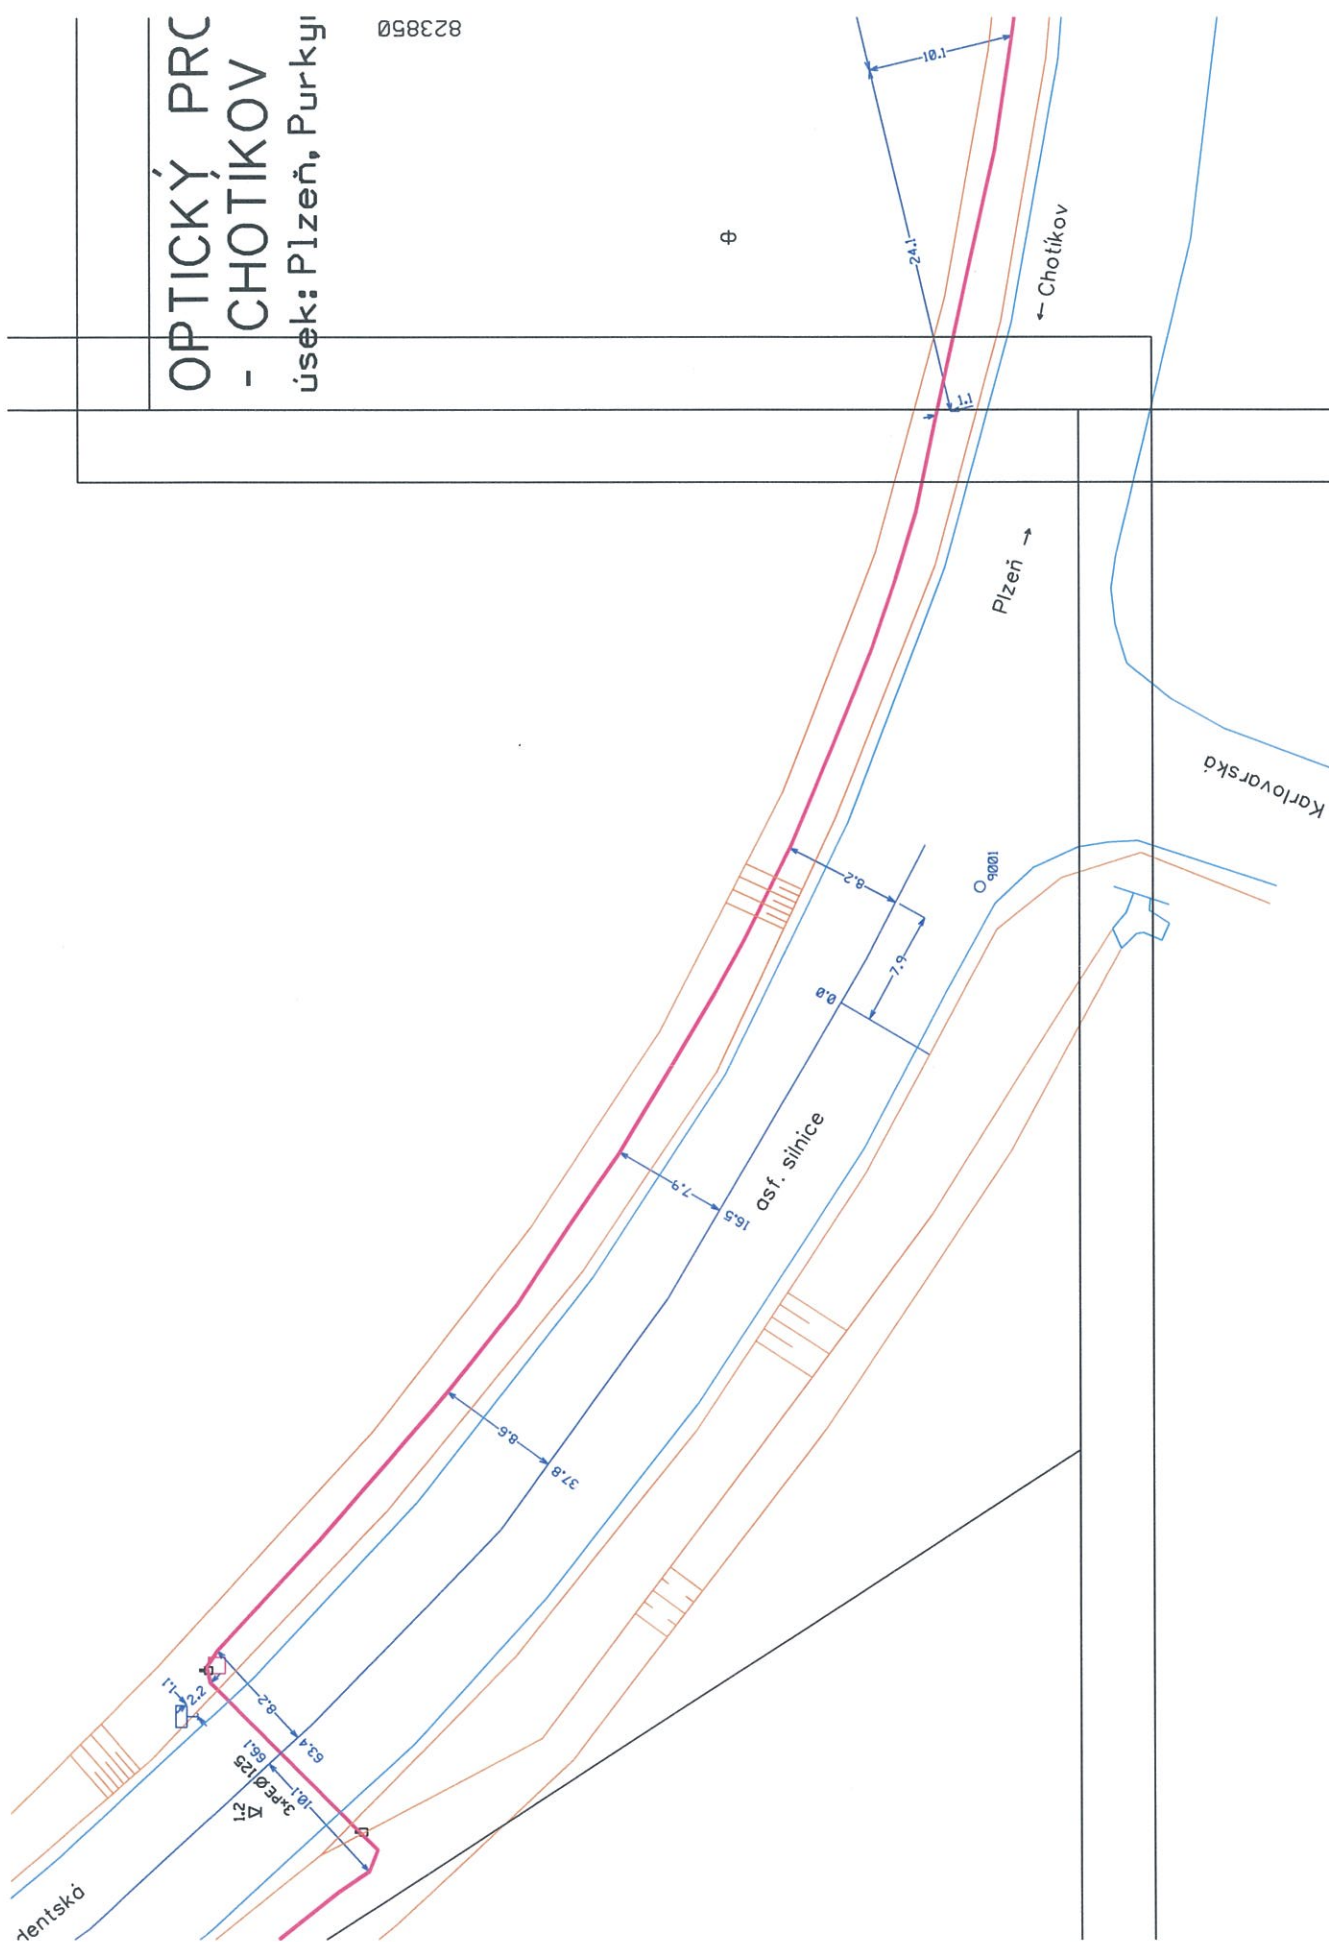 OPTICKÝ PRO
- CHOTÍKOV
úsek: Plzeň, Purkyn
823850
10.1
24.1
← Chotíkov
1.1
Plzeň →
Karlovarská
9001
8.2
7.9
0.0
asf. silnice
7.9
16.5
8.6
37.8
1.1
2.2
8.2
63.4
66.1
3xPEØ125
10.1
1.2
dentská